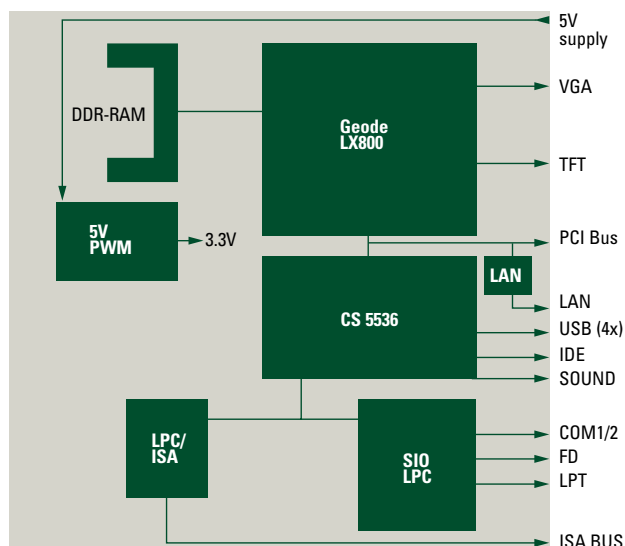 5V
supply
VGA
DDR-RAM
Geode
LX800
TFT
5V
PWM
3.3V
PCI Bus
LAN
LAN
CS 5536
USB (4x)
IDE
SOUND
LPC/
ISA
SIO
LPC
COM1/2
FD
LPT
ISA BUS